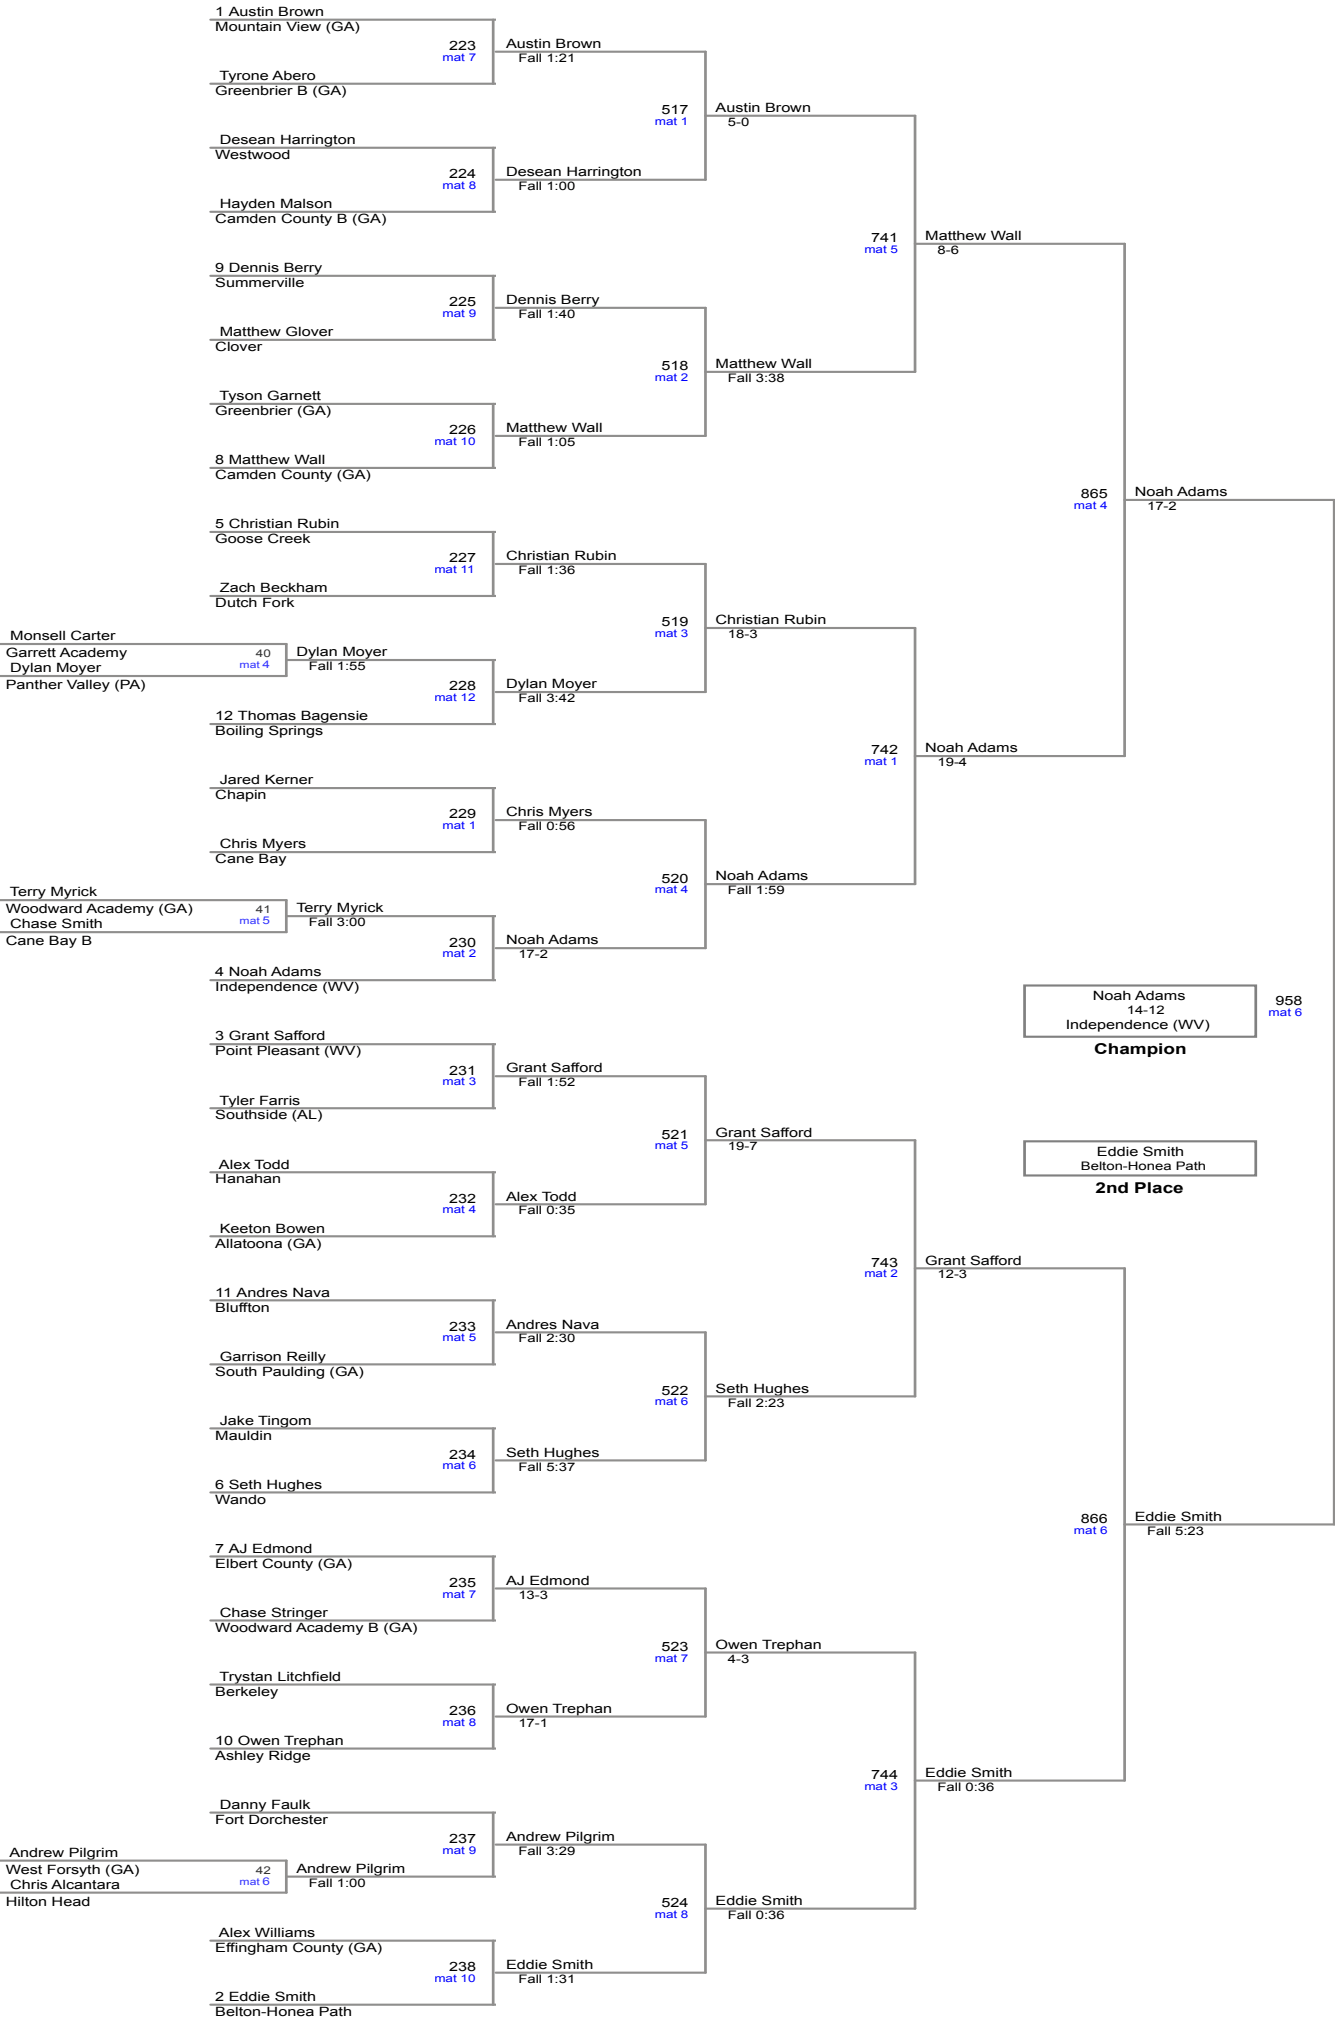 1 Austin Brown
Mountain View (GA)
223
mat 7
Austin Brown
Fall 1:21
Tyrone Abero
Greenbrier B (GA)
517
mat 1
Austin Brown
5-0
Desean Harrington
Westwood
224
mat 8
Desean Harrington
Fall 1:00
Hayden Malson
Camden County B (GA)
741
mat 5
Matthew Wall
8-6
9 Dennis Berry
Summerville
225
mat 9
Dennis Berry
Fall 1:40
Matthew Glover
Clover
518
mat 2
Matthew Wall
Fall 3:38
Tyson Garnett
Greenbrier (GA)
226
mat 10
Matthew Wall
Fall 1:05
8 Matthew Wall
Camden County (GA)
865
mat 4
Noah Adams
17-2
5 Christian Rubin
Goose Creek
227
mat 11
Christian Rubin
Fall 1:36
Zach Beckham
Dutch Fork
519
mat 3
Christian Rubin
18-3
Monsell Carter
Garrett Academy
40
mat 4
Dylan Moyer
Fall 1:55
Dylan Moyer
Panther Valley (PA)
228
mat 12
Dylan Moyer
Fall 3:42
12 Thomas Bagensie
Boiling Springs
742
mat 1
Noah Adams
19-4
Jared Kerner
Chapin
229
mat 1
Chris Myers
Fall 0:56
Chris Myers
Cane Bay
520
mat 4
Noah Adams
Fall 1:59
Terry Myrick
Woodward Academy (GA)
41
mat 5
Terry Myrick
Fall 3:00
Chase Smith
Cane Bay B
230
mat 2
Noah Adams
17-2
4 Noah Adams
Independence (WV)
Noah Adams
14-12
Independence (WV)
Champion
958
mat 6
3 Grant Safford
Point Pleasant (WV)
231
mat 3
Grant Safford
Fall 1:52
Tyler Farris
Southside (AL)
521
mat 5
Grant Safford
19-7
Eddie Smith
Belton-Honea Path
2nd Place
Alex Todd
Hanahan
232
mat 4
Alex Todd
Fall 0:35
Keeton Bowen
Allatoona (GA)
743
mat 2
Grant Safford
12-3
11 Andres Nava
Bluffton
233
mat 5
Andres Nava
Fall 2:30
Garrison Reilly
South Paulding (GA)
522
mat 6
Seth Hughes
Fall 2:23
Jake Tingom
Mauldin
234
mat 6
Seth Hughes
Fall 5:37
6 Seth Hughes
Wando
866
mat 6
Eddie Smith
Fall 5:23
7 AJ Edmond
Elbert County (GA)
235
mat 7
AJ Edmond
13-3
Chase Stringer
Woodward Academy B (GA)
523
mat 7
Owen Trephan
4-3
Trystan Litchfield
Berkeley
236
mat 8
Owen Trephan
17-1
10 Owen Trephan
Ashley Ridge
744
mat 3
Eddie Smith
Fall 0:36
Danny Faulk
Fort Dorchester
237
mat 9
Andrew Pilgrim
Fall 3:29
Andrew Pilgrim
West Forsyth (GA)
42
mat 6
Andrew Pilgrim
Fall 1:00
Chris Alcantara
Hilton Head
524
mat 8
Eddie Smith
Fall 0:36
Alex Williams
Effingham County (GA)
238
mat 10
Eddie Smith
Fall 1:31
2 Eddie Smith
Belton-Honea Path